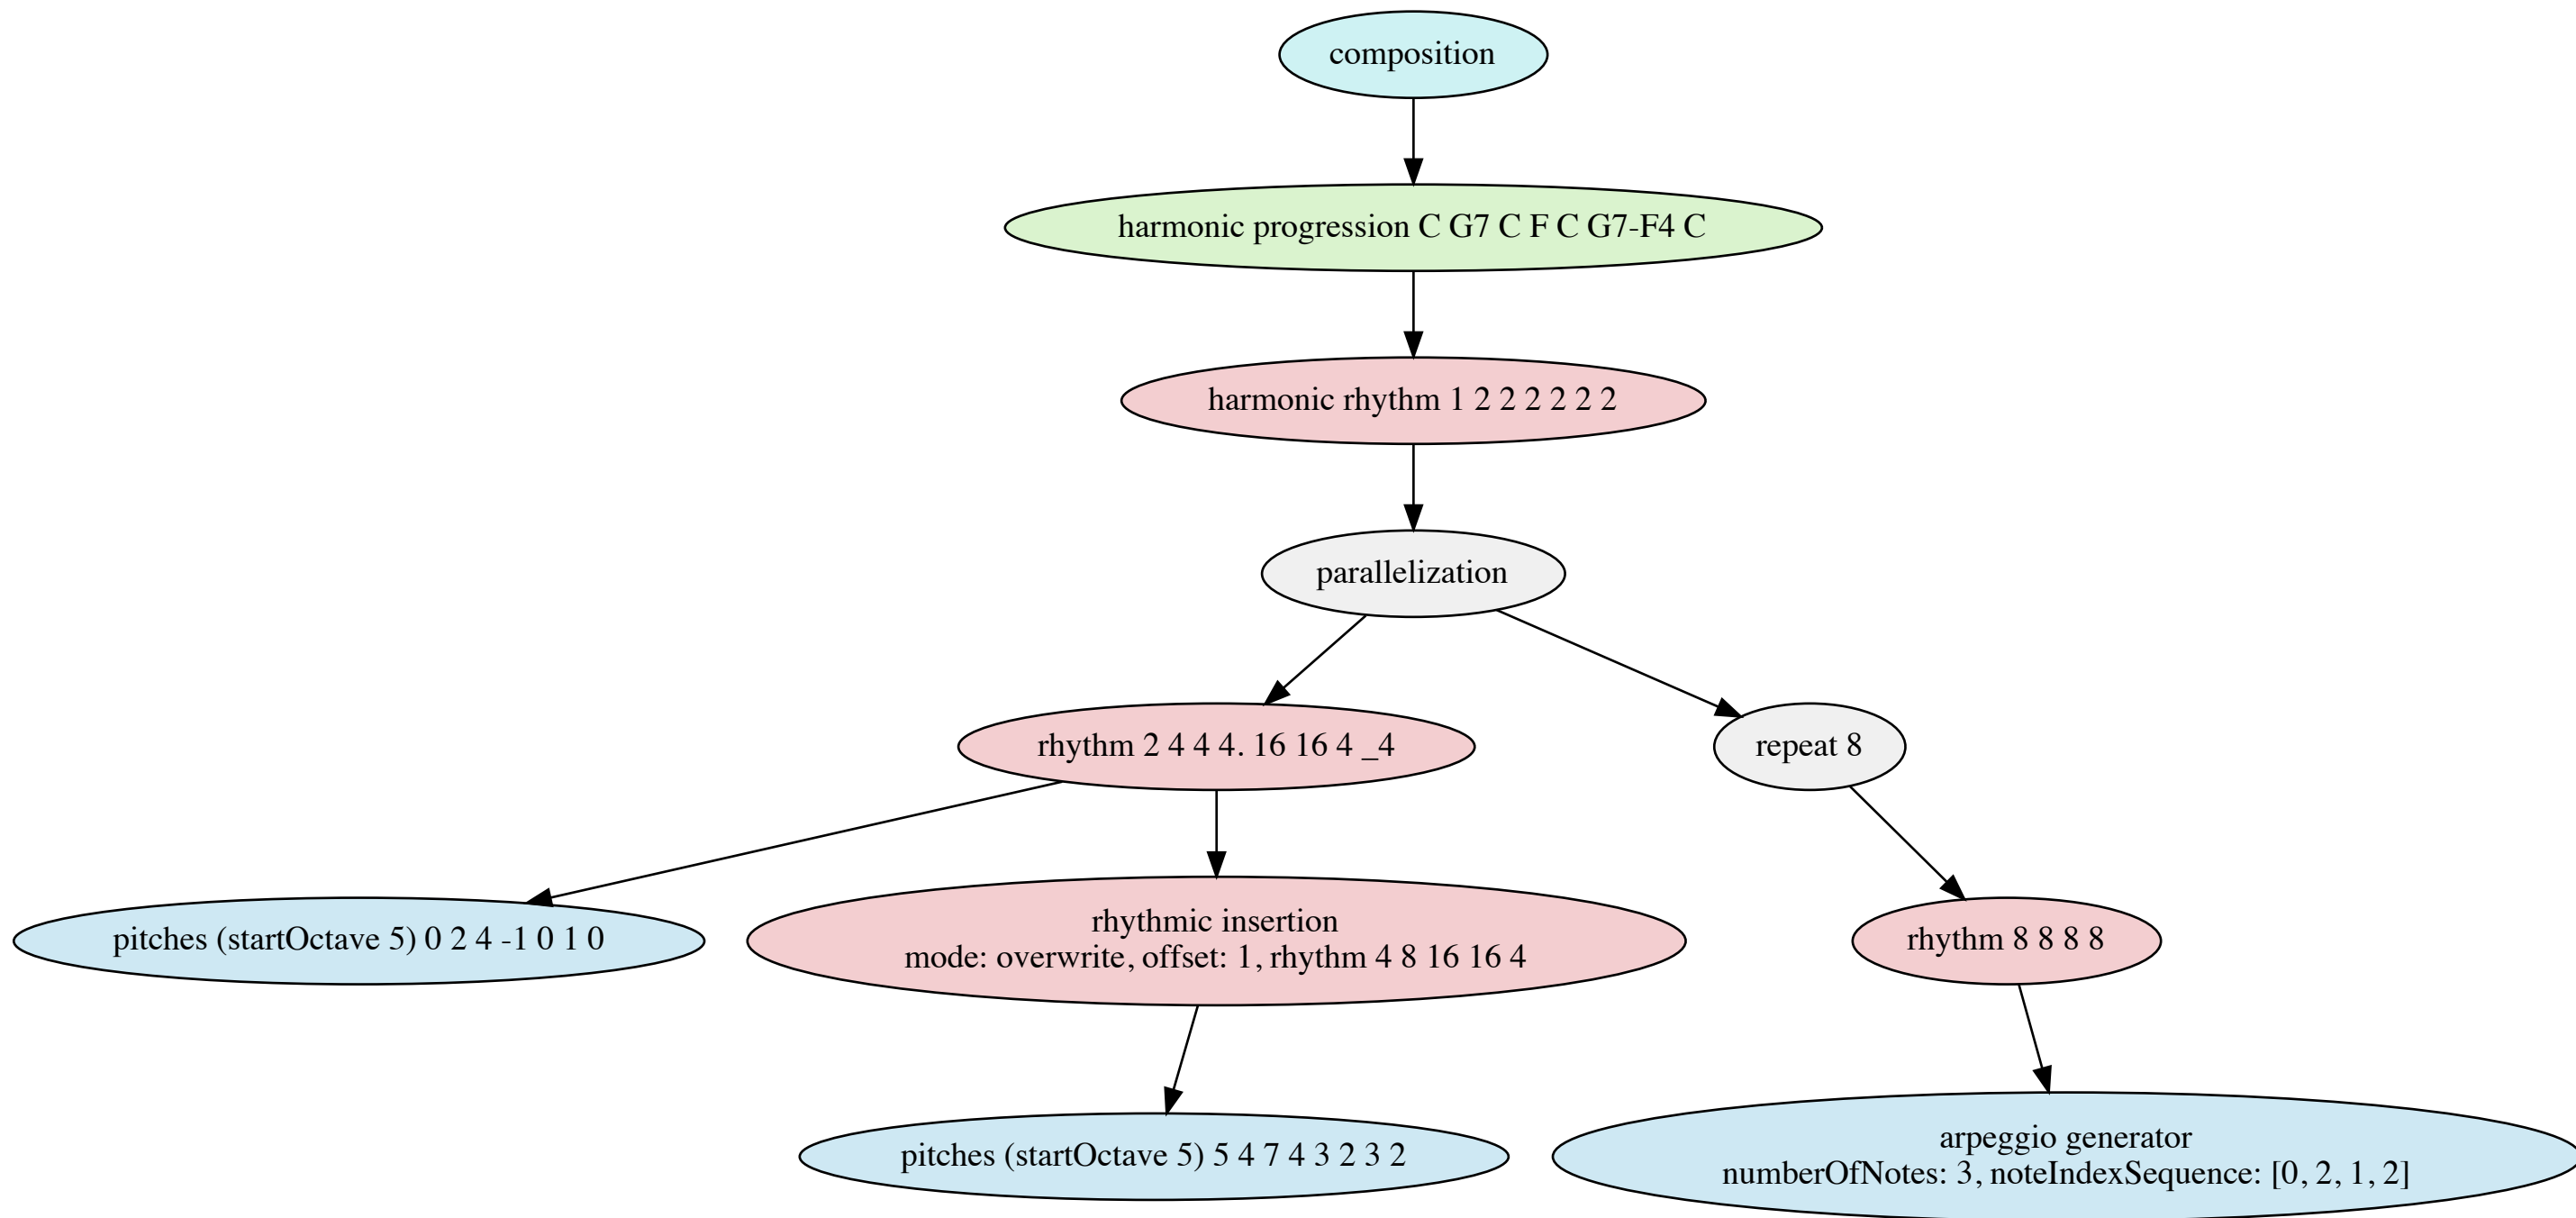 composition
harmonic progression C G7 C F C G7-F4 C
harmonic rhythm 1 2 2 2 2 2 2
parallelization
rhythm 2 4 4 4. 16 16 4 _4
repeat 8
pitches (startOctave 5) 0 2 4 -1 0 1 0
rhythmic insertion
mode: overwrite, offset: 1, rhythm 4 8 16 16 4
rhythm 8 8 8 8
pitches (startOctave 5) 5 4 7 4 3 2 3 2
arpeggio generator
numberOfNotes: 3, noteIndexSequence: [0, 2, 1, 2]